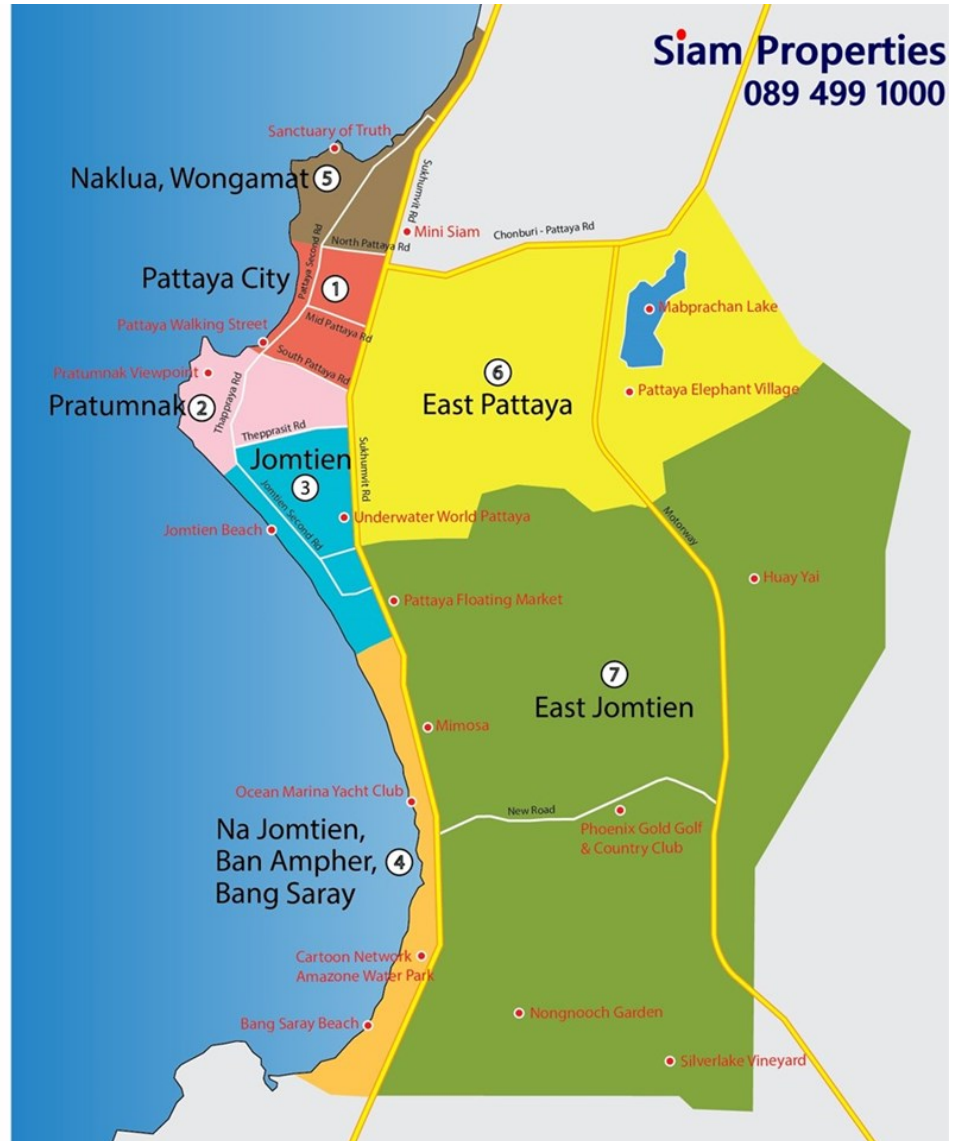 Siam Properties
089 499 1000
Sanctuary of Truth
Naklua, Wongamat 5
Sukhumvit Rd
Mini Siam
Chonburi - Pattaya Rd
North Pattaya Rd
Pattaya Second Rd
Pattaya City
1
Mabprachan Lake
Pattaya Walking Street
Mid Pattaya Rd
South Pattaya Rd
Pratumnak Viewpoint
6
East Pattaya
Pattaya Elephant Village
Pratumnak 2
Thappraya Rd
Thepprasit Rd
Jomtien
3
Sukhumvit Rd
Jomtien Second Rd
Underwater World Pattaya
Jomtien Beach
Motorway
Huay Yai
Pattaya Floating Market
7
East Jomtien
Mimosa
Ocean Marina Yacht Club
New Road
Phoenix Gold Golf
& Country Club
Na Jomtien,
Ban Ampher, 4
Bang Saray
Cartoon Network
Amazone Water Park
Bang Saray Beach
Nongnooch Garden
Silverlake Vineyard